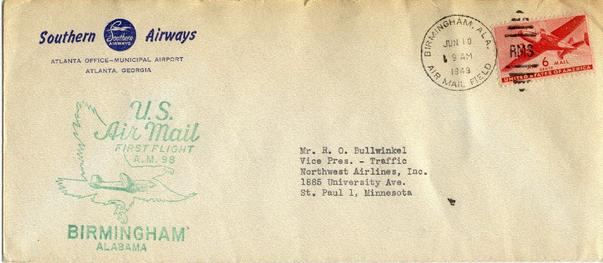 Southern Southern AIRWAYS Airways
ATLANTA OFFICE—MUNICIPAL AIRPORT
ATLANTA, GEORGIA
BIRMINGHAM, ALA.
JUN 10
9 AM
1949
AIR MAIL FIELD
RMS
6¢ AIR MAIL
UNITED STATES OF AMERICA
U.S.
Air Mail
FIRST FLIGHT
A.M. 98
BIRMINGHAM
ALABAMA
Mr. R. O. Bullwinkel
Vice Pres. - Traffic
Northwest Airlines, Inc.
1885 University Ave.
St. Paul 1, Minnesota